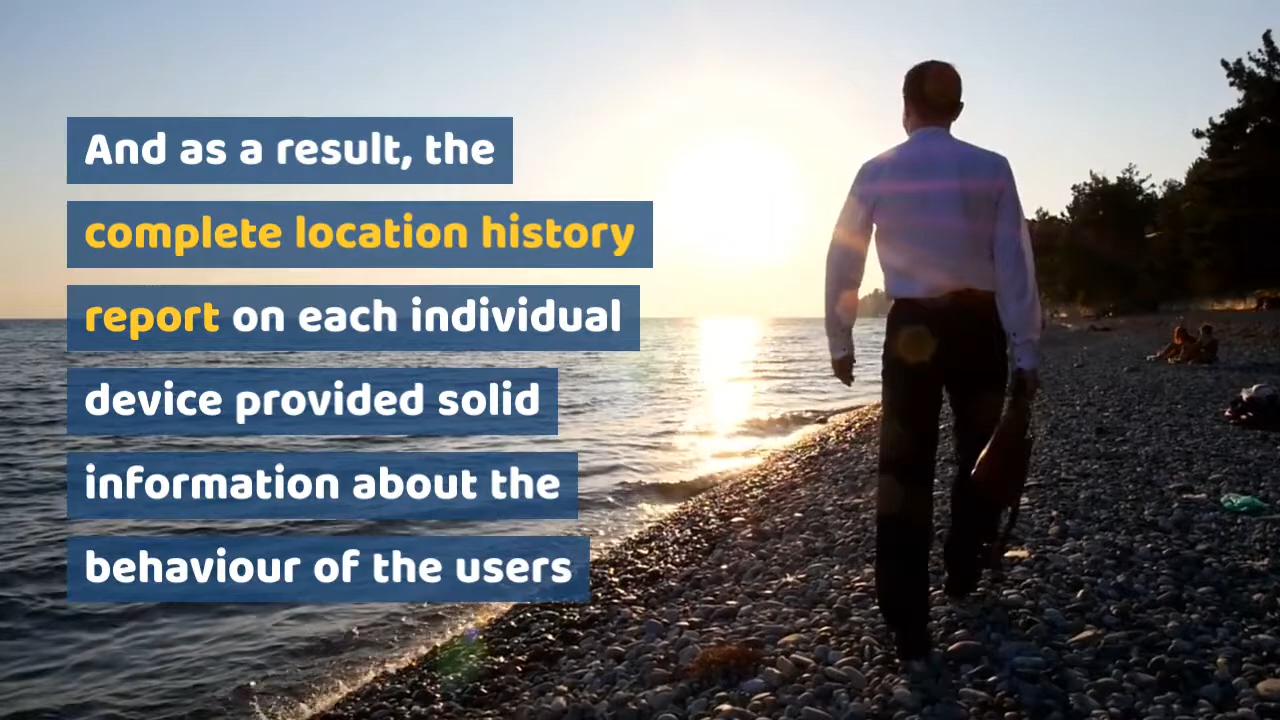 And as a result, the
complete location history
report on each individual
device provided solid
information about the
behaviour of the users